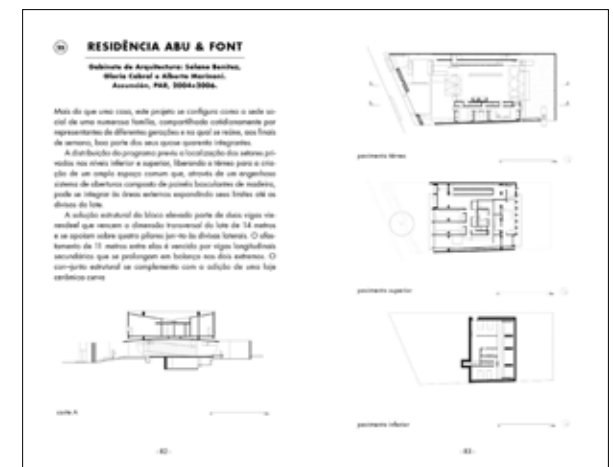 RESIDÊNCIA ABU & FONT
Gabinete de Arquitectura: Solano Benítez,
Gloria Cabral e Alberto Marinoni.
Assunción, PAR, 2004>2006.
Mais do que uma casa, este projeto se configura como a sede so-
cial de uma numerosa família, compartilhada cotidianamente por
representantes de diferentes gerações e na qual se reúne, aos finais
de semana, boa parte dos seus quase quarenta integrantes.
A distribuição do programa previu a localização dos setores pri-
vados nos níveis inferior e superior, liberando o térreo para a cria-
ção de um amplo espaço comum que, através de um engenhoso
sistema de aberturas composto de painéis basculantes de madeira,
pode se integrar às áreas externas expandindo seus limites até as
divisas do lote.
A solução estrutural do bloco elevado parte de duas vigas vie-
rendeel que vencem a dimensão transversal do lote de 14 metros
e se apoiam sobre quatro pilares jun-to às divisas laterais. O afas-
tamento de 11 metros entre elas é vencido por vigas longitudinais
secundárias que se prolongam em balanço nos dois extremos. O
con-junto estrutural se complementa com a adição de uma laje
cerâmica curva
corte A
- 82 -
pavimento térreo
pavimento superior
pavimento inferior
- 83 -